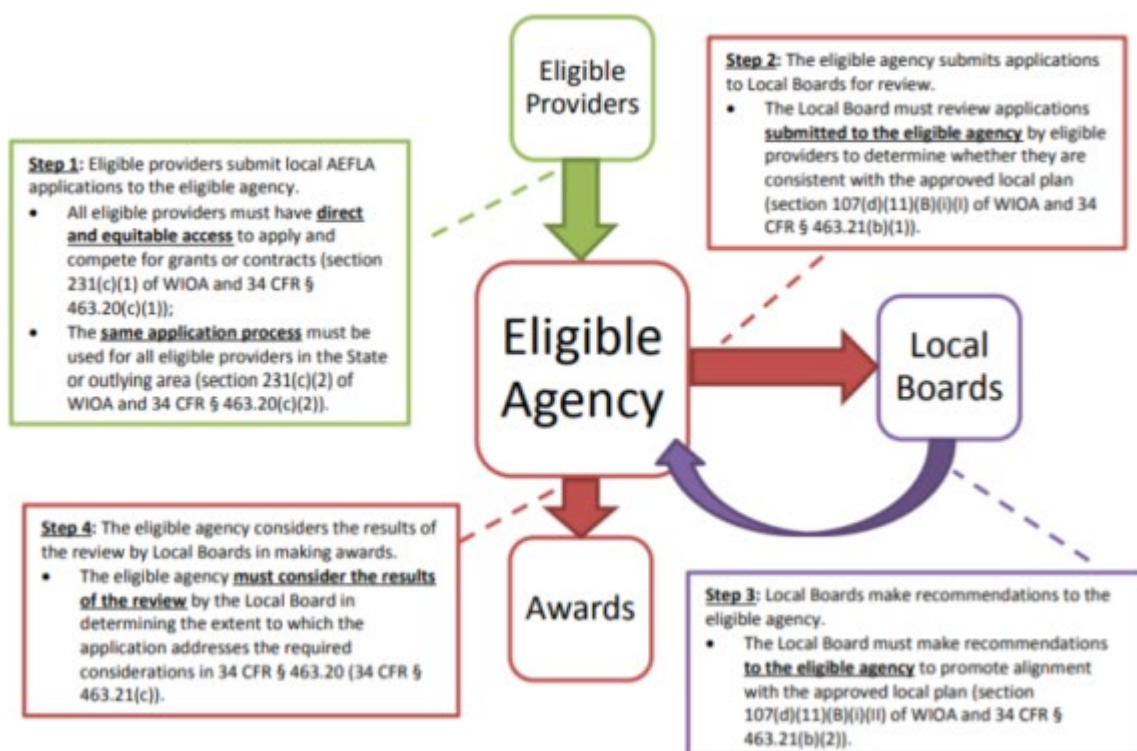 Eligible
Providers
Step 2: The eligible agency submits applications
to Local Boards for review.
• The Local Board must review applications
submitted to the eligible agency by eligible
providers to determine whether they are
consistent with the approved local plan
(section 107(d)(11)(B)(i)(I) of WIOA and 34
CFR § 463.21(b)(1)).
Step 1: Eligible providers submit local AEFLA
applications to the eligible agency.
• All eligible providers must have direct
and equitable access to apply and
compete for grants or contracts (section
231(c)(1) of WIOA and 34 CFR §
463.20(c)(1));
• The same application process must be
used for all eligible providers in the State
or outlying area (section 231(c)(2) of
WIOA and 34 CFR § 463.20(c)(2)).
Eligible
Agency
Local
Boards
Step 4: The eligible agency considers the results of
the review by Local Boards in making awards.
• The eligible agency must consider the results
of the review by the Local Board in
determining the extent to which the
application addresses the required
considerations in 34 CFR § 463.20 (34 CFR §
463.21(c)).
Awards
Step 3: Local Boards make recommendations to the
eligible agency.
• The Local Board must make recommendations
to the eligible agency to promote alignment
with the approved local plan (section
107(d)(11)(B)(i)(II) of WIOA and 34 CFR §
463.21(b)(2)).